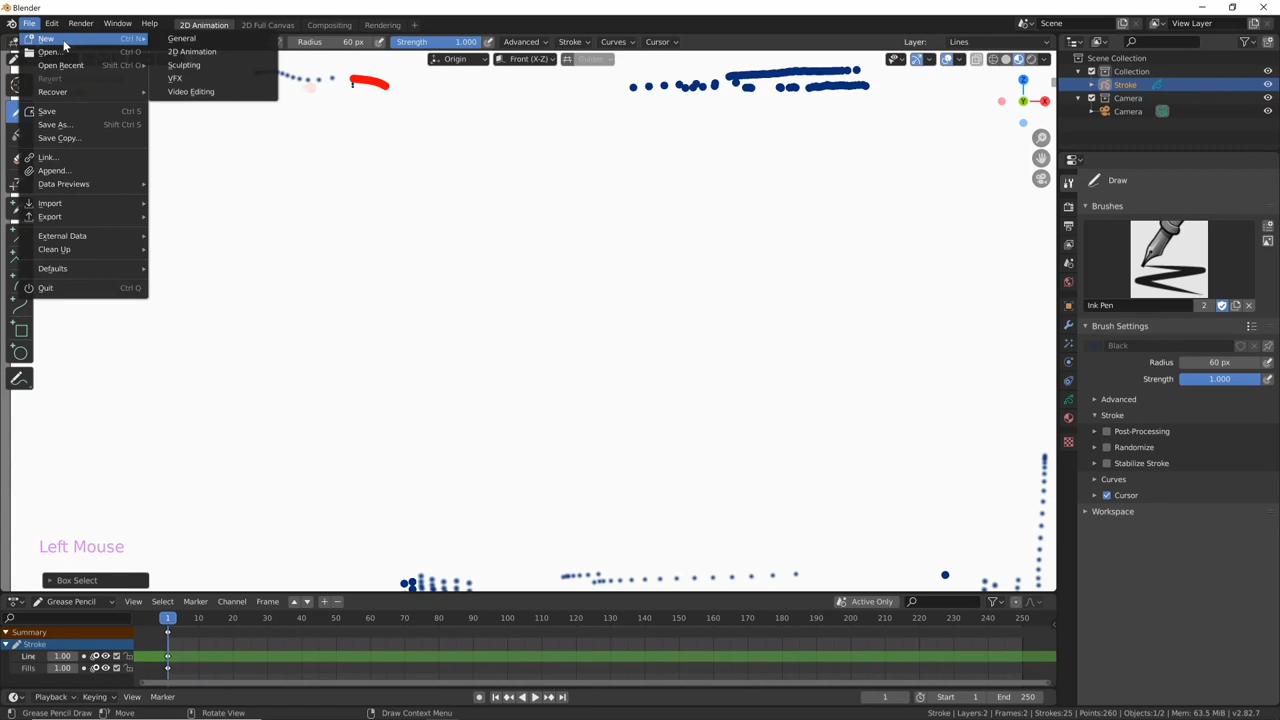 Blender
File Edit Render Window Help
2D Animation 2D Full Canvas Compositing Rendering +
Scene View Layer
New Ctrl N
Open... Ctrl O
Open Recent Shift Ctrl O
Revert
Recover
Save Ctrl S
Save As... Shift Ctrl S
Save Copy...
Link...
Append...
Data Previews
Import
Export
External Data
Clean Up
Defaults
Quit Ctrl Q
General
2D Animation
Sculpting
VFX
Video Editing
Radius 60 px Strength 1.000 Advanced Stroke Curves Cursor Layer: Lines
Origin Front (X-Z) Guides
Z
Y X
Scene Collection
Collection
Stroke
Camera
Camera
Draw
Brushes
Ink Pen 2
Brush Settings
Black
Radius 60 px
Strength 1.000
Advanced
Stroke
Post-Processing
Randomize
Stabilize Stroke
Curves
Cursor
Workspace
Left Mouse
Box Select
Grease Pencil View Select Marker Channel Frame Active Only
1 10 20 30 40 50 60 70 80 90 100 110 120 130 140 150 160 170 180 190 200 210 220 230 240 250
Summary
Stroke
Line 1.00
Fills 1.00
Playback Keying View Marker 1 Start 1 End 250
Grease Pencil Draw Move Rotate View Draw Context Menu Stroke | Layers:2 | Frames:2 | Strokes:25 | Points:260 | Objects:1/2 | Mem: 63.5 MiB | v2.82.7